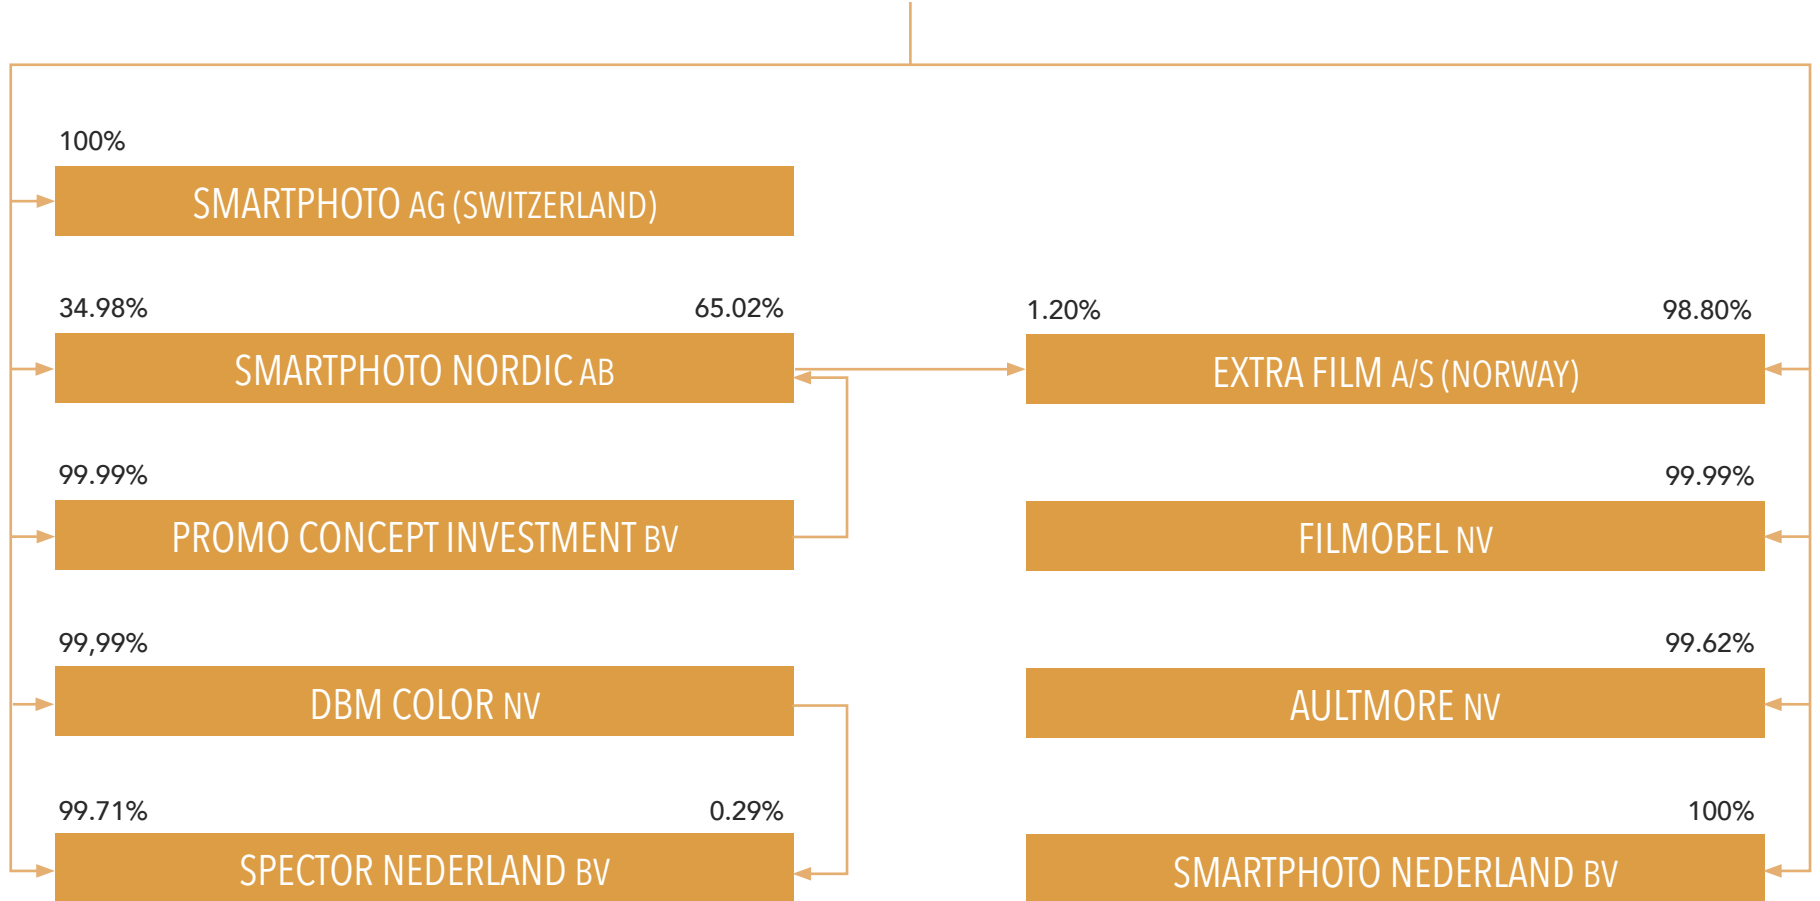 100%
SMARTPHOTO AG (SWITZERLAND)
34.98% 65.02%
SMARTPHOTO NORDIC AB
1.20% 98.80%
EXTRA FILM A/S (NORWAY)
99.99%
PROMO CONCEPT INVESTMENT BV
99.99%
FILMOBEL NV
99,99%
DBM COLOR NV
99.62%
AULTMORE NV
99.71% 0.29%
SPECTOR NEDERLAND BV
100%
SMARTPHOTO NEDERLAND BV